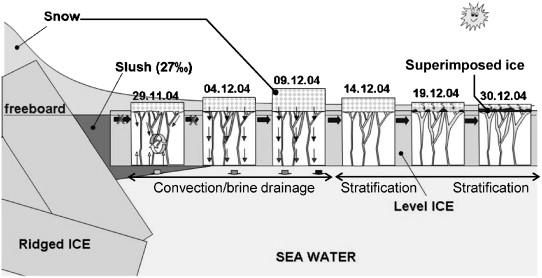 Snow
Slush (27‰)
09.12.04
04.12.04
29.11.04
14.12.04
19.12.04
30.12.04
Superimposed ice
freeboard
Convection/brine drainage
Stratification
Stratification
Level ICE
Ridged ICE
SEA WATER